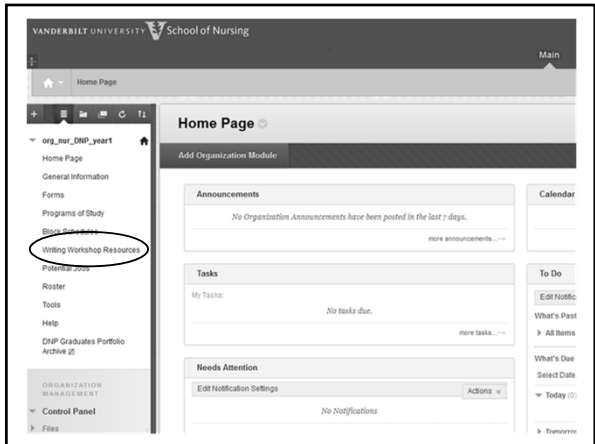 VANDERBILT UNIVERSITY School of Nursing
Main
Home Page
org_nur_DNP_year1
Home Page
General Information
Forms
Programs of Study
Block Schedules
Writing Workshop Resources
Potential Jobs
Roster
Tools
Help
DNP Graduates Portfolio
Archive
ORGANIZATION
MANAGEMENT
Control Panel
Files
Home Page
Add Organization Module
Announcements
No Organization Announcements have been posted in the last 7 days.
more announcements...
Tasks
My Tasks:
No tasks due.
more tasks...
Needs Attention
Edit Notification Settings
Actions
No Notifications
Calendar
To Do
Edit Notific
What's Past
All Items
What's Due
Select Date:
Today (0)
Tomorrow